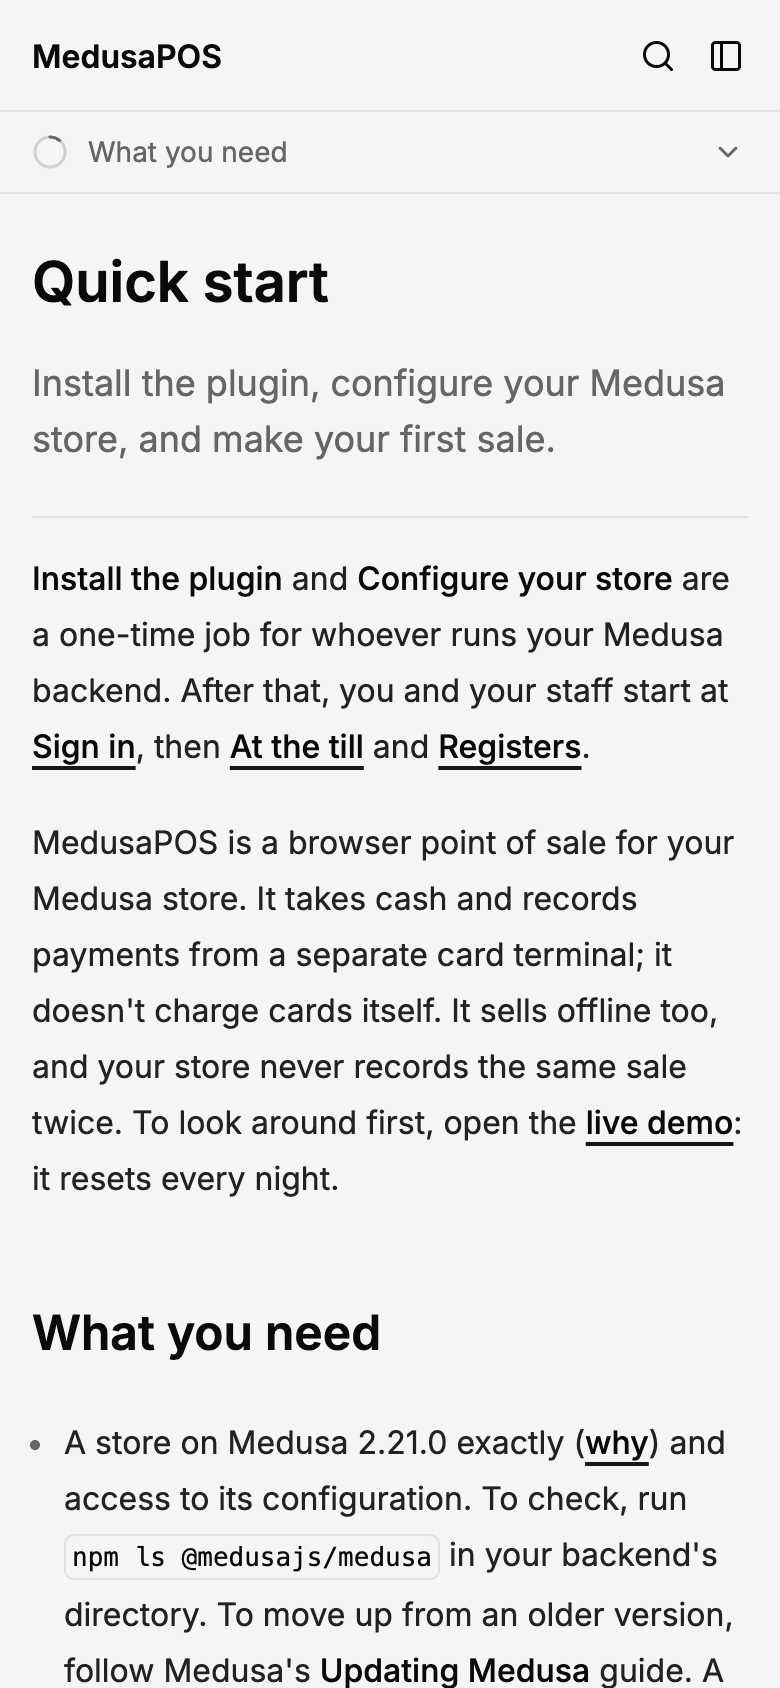 MedusaPOS
What you need
Quick start
Install the plugin, configure your Medusa
store, and make your first sale.
Install the plugin and Configure your store are
a one-time job for whoever runs your Medusa
backend. After that, you and your staff start at
Sign in, then At the till and Registers.
MedusaPOS is a browser point of sale for your
Medusa store. It takes cash and records
payments from a separate card terminal; it
doesn't charge cards itself. It sells offline too,
and your store never records the same sale
twice. To look around first, open the live demo:
it resets every night.
What you need
• A store on Medusa 2.21.0 exactly (why) and
access to its configuration. To check, run
npm ls @medusajs/medusa in your backend's
directory. To move up from an older version,
follow Medusa's Updating Medusa guide. A